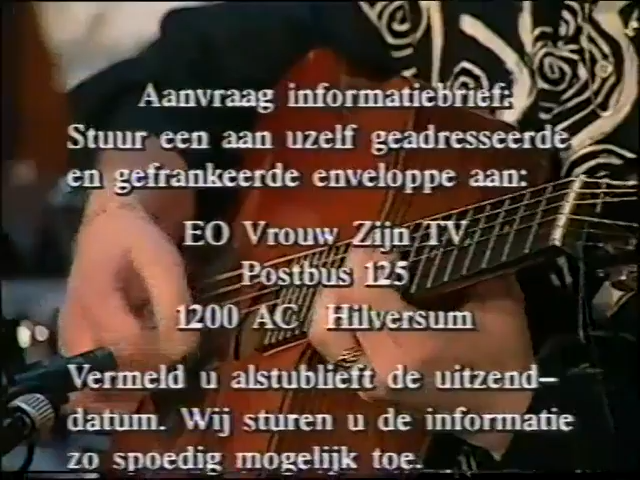 Aanvraag informatiebrief:
Stuur een aan uzelf geadresseerde
en gefrankeerde enveloppe aan:
EO Vrouw Zijn TV
Postbus 125
1200 AC Hilversum
Vermeld u alstublieft de uitzend–
datum. Wij sturen u de informatie
zo spoedig mogelijk toe.